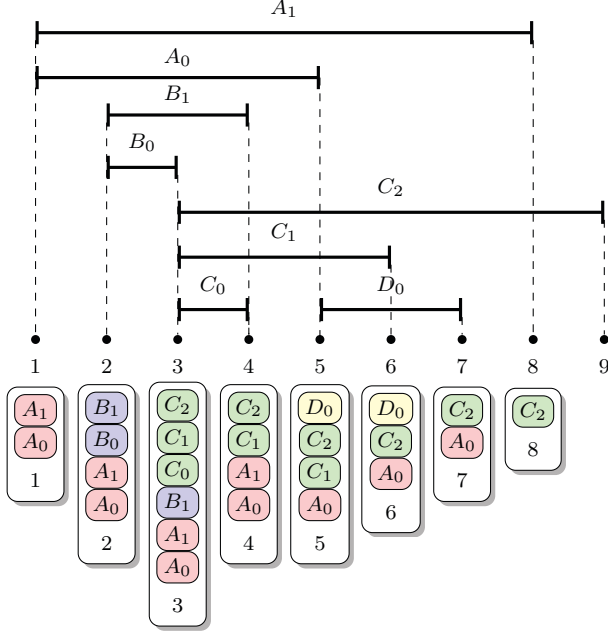 A₁
A₀
B₁
B₀
C₂
C₁
C₀ D₀
1 2 3 4 5 6 7 8 9
A₁
A₀
1
B₁
B₀
A₁
A₀
2
C₂
C₁
C₀
B₁
A₁
A₀
3
C₂
C₁
A₁
A₀
4
D₀
C₂
C₁
A₀
5
D₀
C₂
A₀
6
C₂
A₀
7
C₂
8